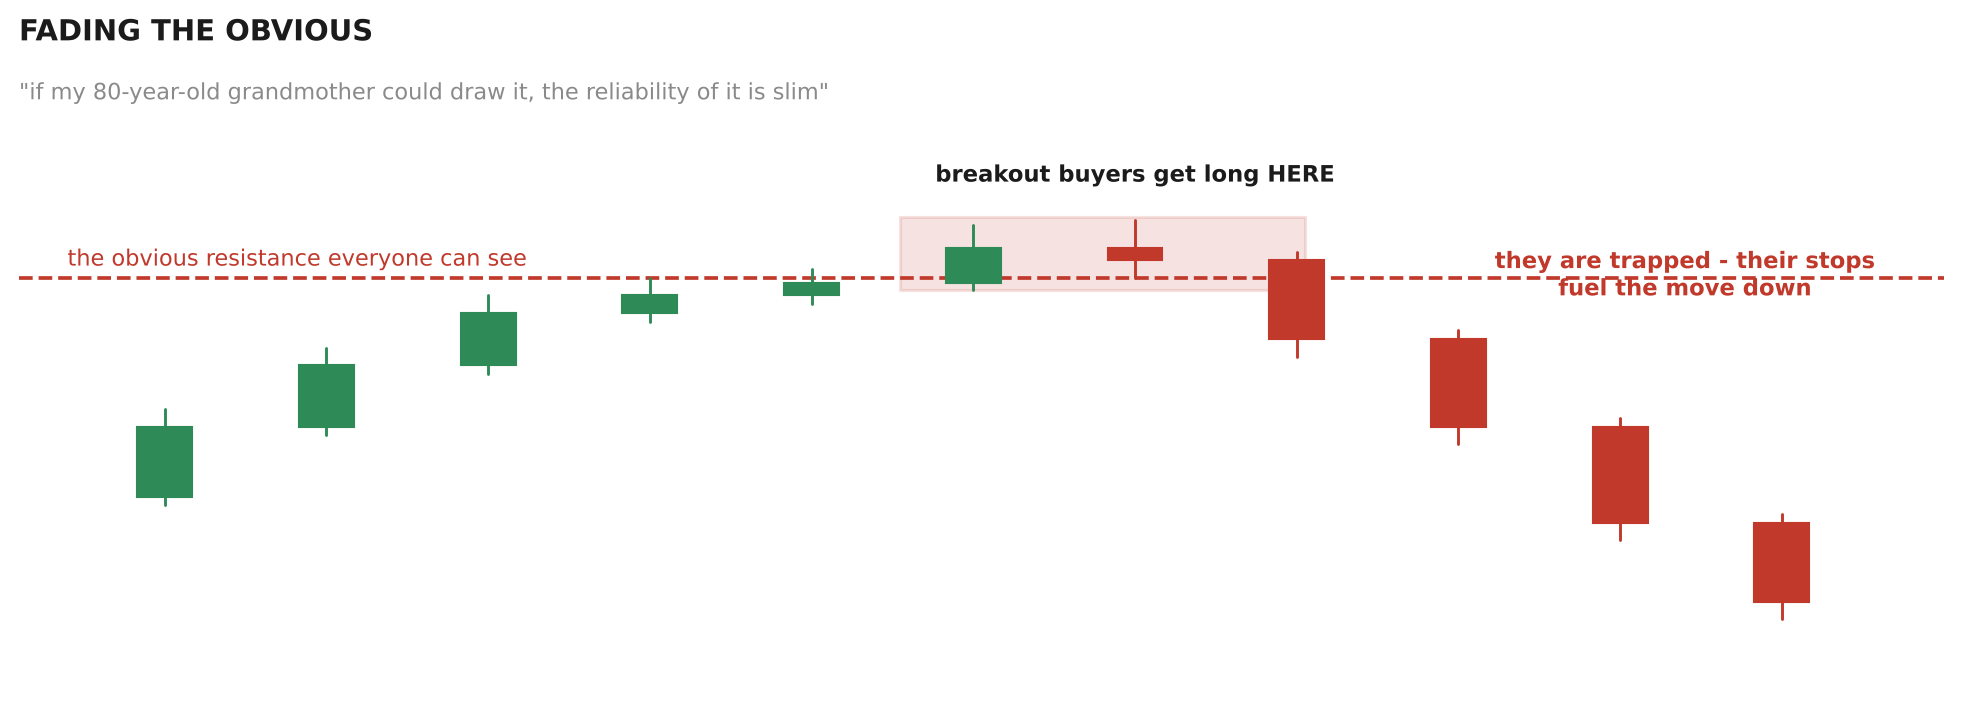 FADING THE OBVIOUS
"if my 80-year-old grandmother could draw it, the reliability of it is slim"
breakout buyers get long HERE
the obvious resistance everyone can see
they are trapped - their stops
fuel the move down